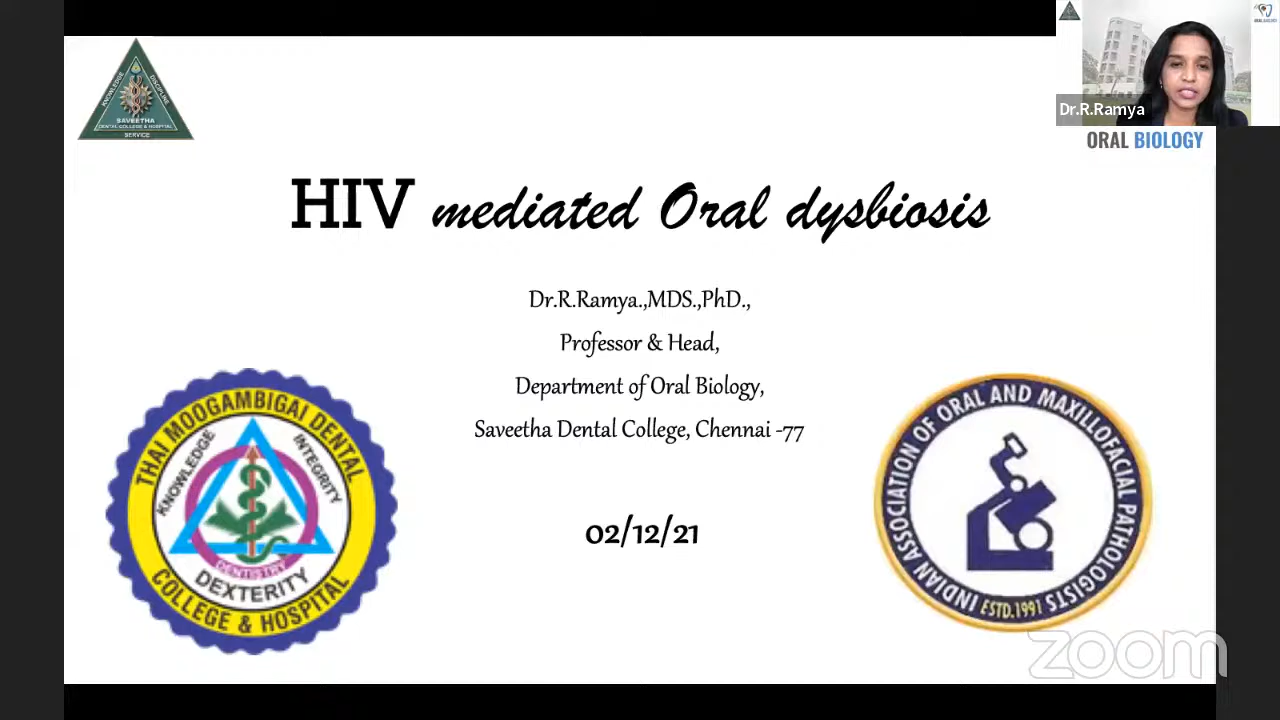 KNOWLEDGE
DISCIPLINE
SAVEETHA
DENTAL COLLEGE & HOSPITAL
SERVICE
Dr.R.Ramya
ORAL BIOLOGY
HIV mediated Oral dysbiosis
Dr.R.Ramya.,MDS.,PhD.,
Professor & Head,
Department of Oral Biology,
Saveetha Dental College, Chennai -77
02/12/21
THAI MOOGAMBIGAI DENTAL
COLLEGE & HOSPITAL
KNOWLEDGE
INTEGRITY
DENTISTRY
DEXTERITY
INDIAN ASSOCIATION OF ORAL AND MAXILLOFACIAL PATHOLOGISTS
ESTD.1991
zoom